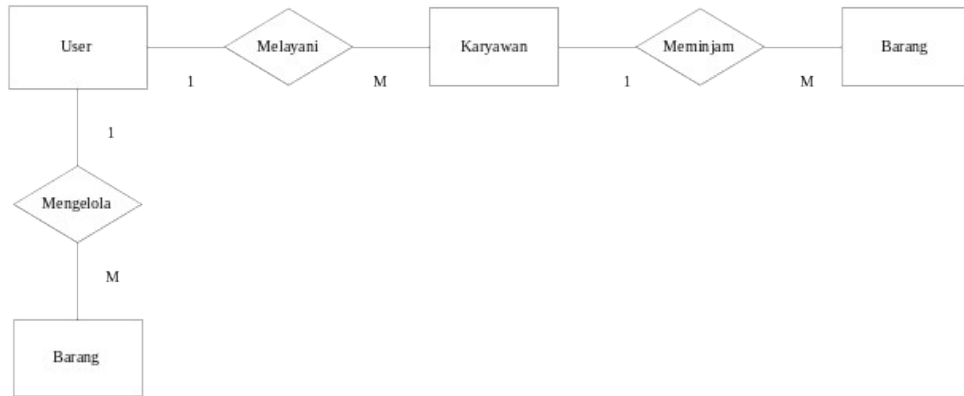 User
Melayani
Karyawan
Meminjam
Barang
1
M
1
M
1
Mengelola
M
Barang